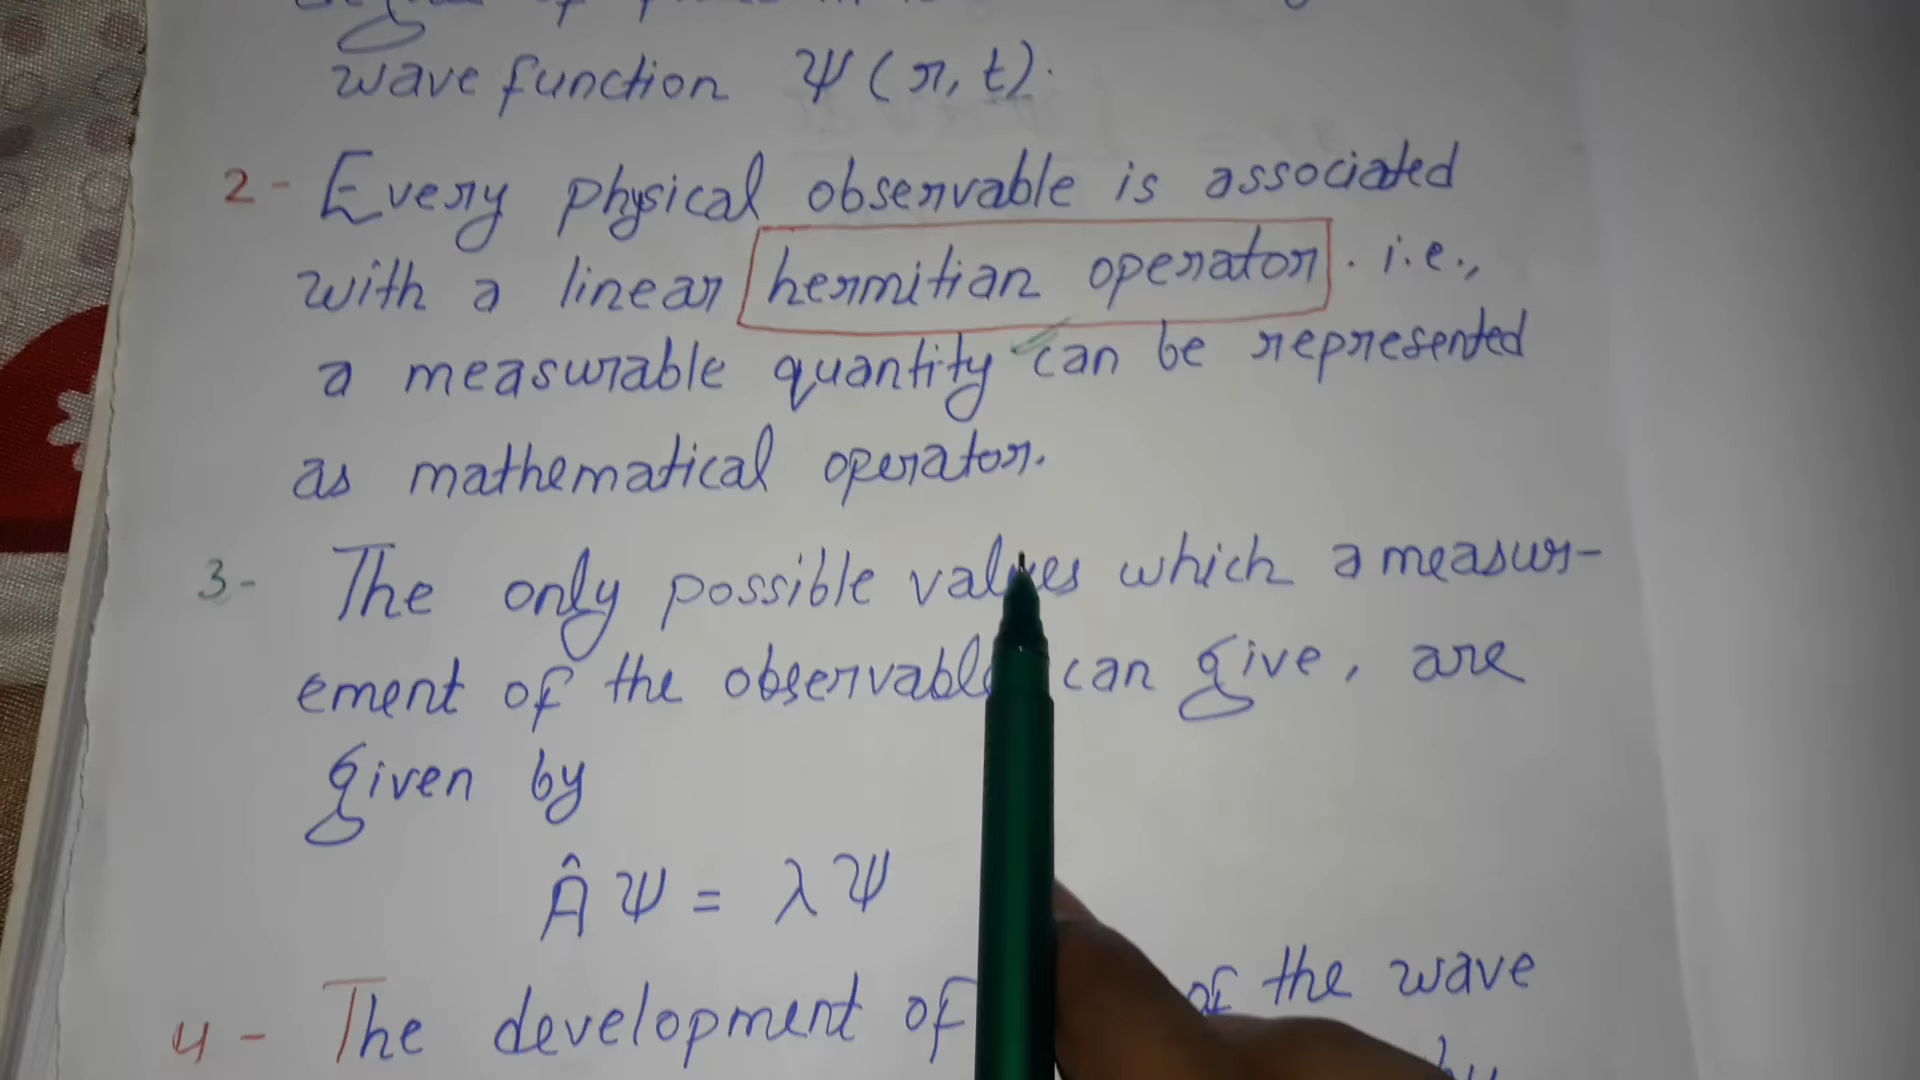 wave function Ψ(r, t).
2- Every physical observable is associated
with a linear hermitian operator. i.e.,
a measurable quantity can be represented
as mathematical operator.
3- The only possible values which a measur-
ement of the observable can give, are
given by
Â Ψ = λ Ψ
4- The development of of the wave
by